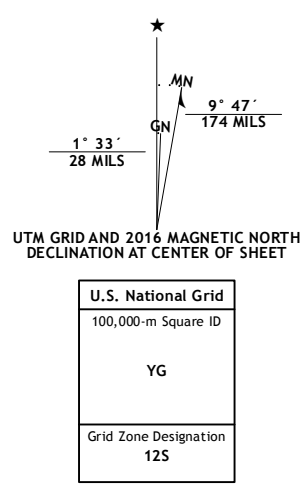 ★
MN
9° 47´
174 MILS
GN
1° 33´
28 MILS
UTM GRID AND 2016 MAGNETIC NORTH
DECLINATION AT CENTER OF SHEET
U.S. National Grid
100,000-m Square ID
YG
Grid Zone Designation
12S